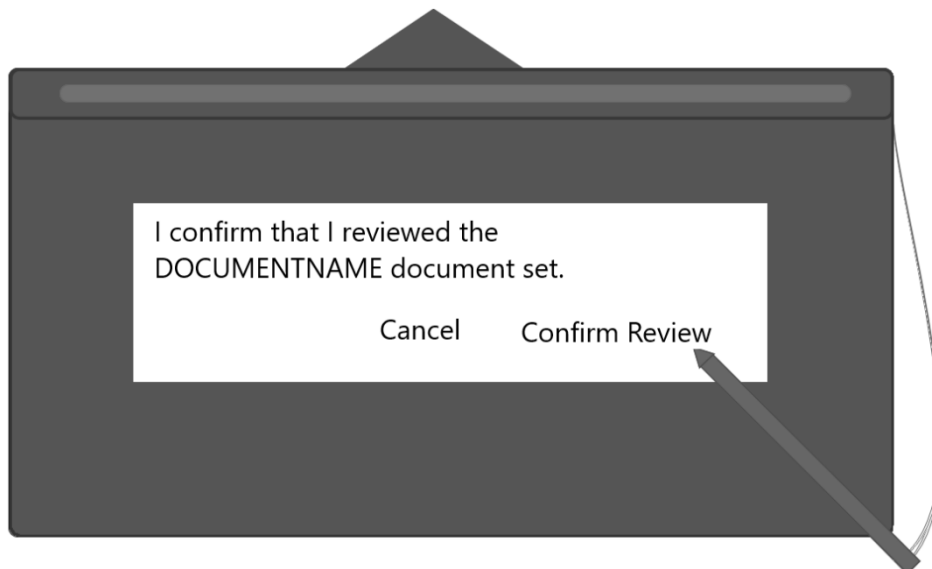 I confirm that I reviewed the
DOCUMENTNAME document set.
Cancel Confirm Review